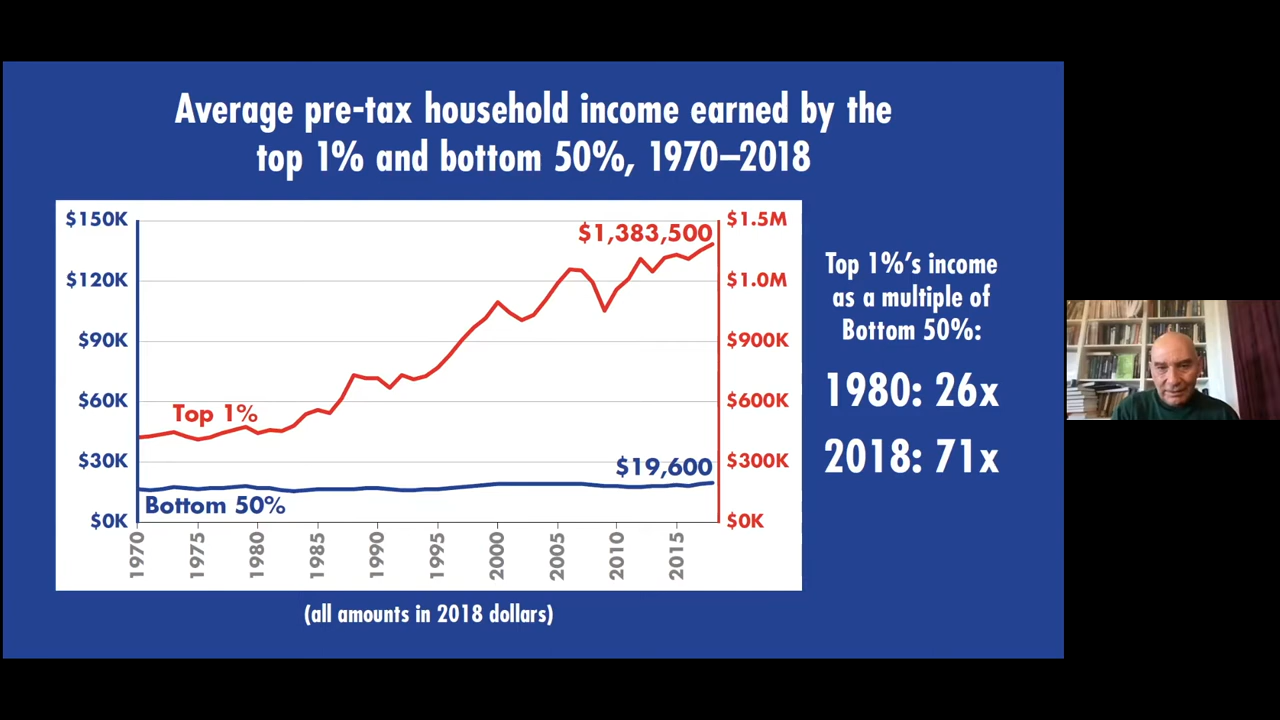 Average pre-tax household income earned by the
top 1% and bottom 50%, 1970–2018
$150K
$120K
$90K
$60K
$30K
$0K
$1,383,500
Top 1%
$19,600
Bottom 50%
$1.5M
$1.0M
$900K
$600K
$300K
$0K
1970
1975
1980
1985
1990
1995
2000
2005
2010
2015
(all amounts in 2018 dollars)
Top 1%’s income
as a multiple of
Bottom 50%:
1980: 26x
2018: 71x